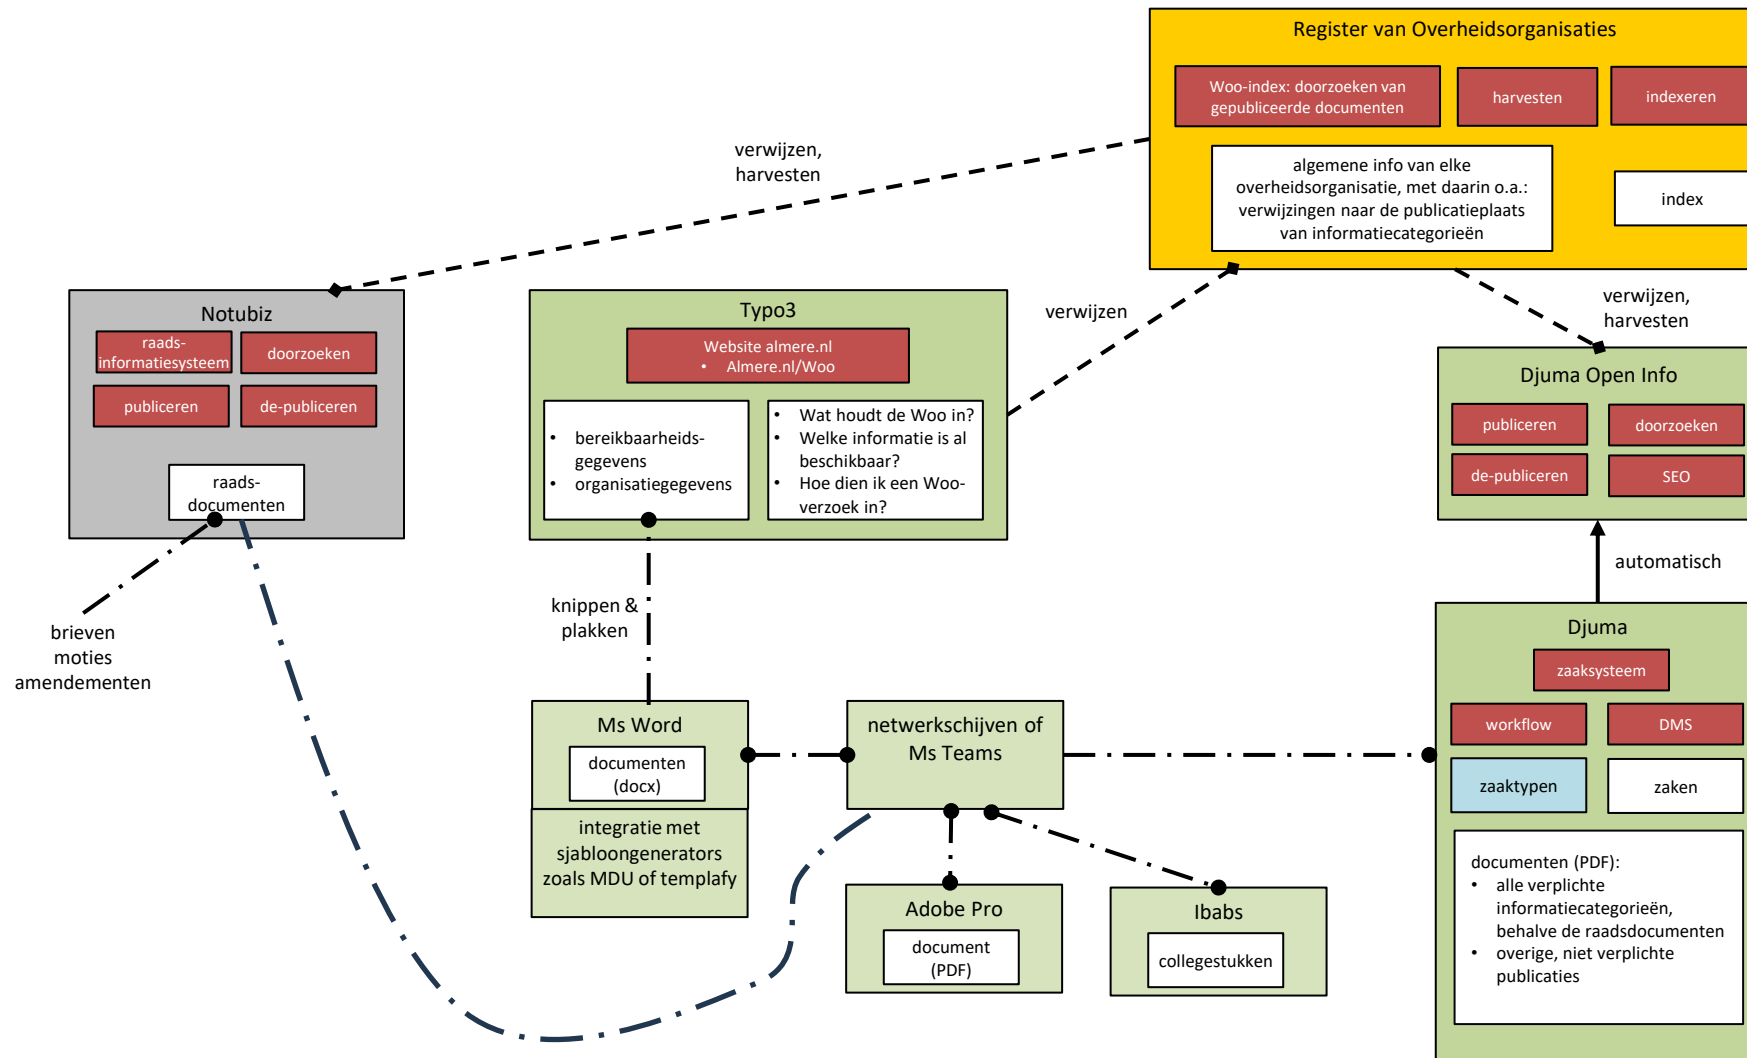 Register van Overheidsorganisaties
Woo-index: doorzoeken van
gepubliceerde documenten
harvesten
indexeren
algemene info van elke
overheidsorganisatie, met daarin o.a.:
verwijzingen naar de publicatieplaats
van informatiecategorieën
index
verwijzen,
harvesten
verwijzen
verwijzen,
harvesten
Notubiz
raads-
informatiesysteem
doorzoeken
publiceren
de-publiceren
raads-
documenten
brieven
moties
amendementen
Typo3
Website almere.nl
• Almere.nl/Woo
• bereikbaarheids-
gegevens
• organisatiegegevens
• Wat houdt de Woo in?
• Welke informatie is al
beschikbaar?
• Hoe dien ik een Woo-
verzoek in?
Djuma Open Info
publiceren
doorzoeken
de-publiceren
SEO
automatisch
knippen &
plakken
Ms Word
documenten
(docx)
integratie met
sjabloongenerators
zoals MDU of templafy
netwerkschijven of
Ms Teams
Adobe Pro
document
(PDF)
Ibabs
collegestukken
Djuma
zaaksysteem
workflow
DMS
zaaktypen
zaken
documenten (PDF):
• alle verplichte
informatiecategorieën,
behalve de raadsdocumenten
• overige, niet verplichte
publicaties